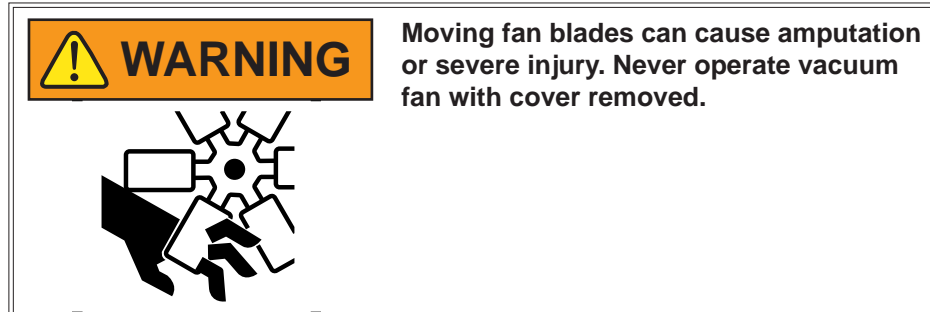 WARNING
Moving fan blades can cause amputation
or severe injury. Never operate vacuum
fan with cover removed.